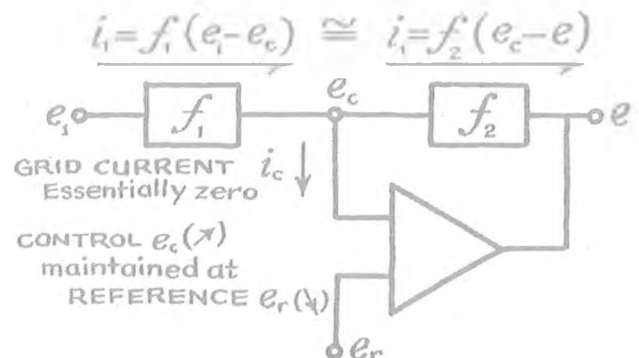 i₁=f₁(e₁-e_c) ≅ i₁=f₂(e_c-e)
e₁ f₁ e_c f₂ e
GRID CURRENT i_c ↓
Essentially zero
CONTROL e_c(↗)
maintained at
REFERENCE e_r(↘)
e_r